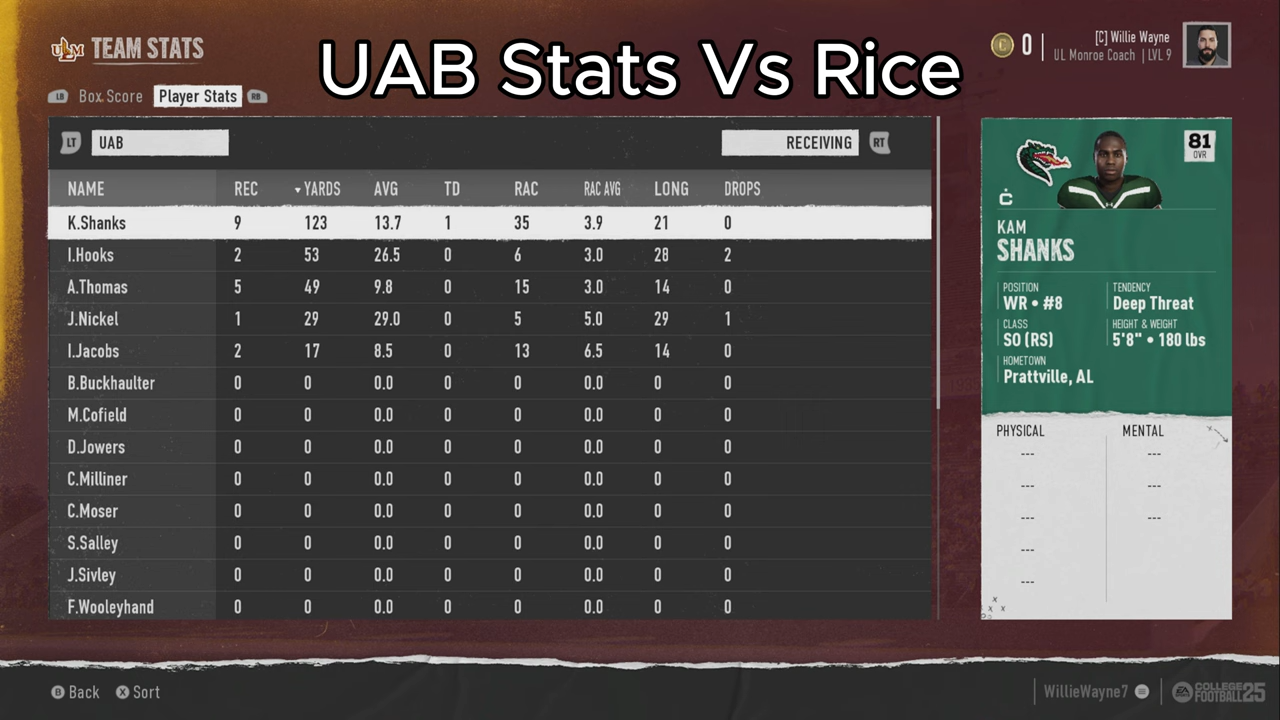 ULM TEAM STATS
UAB Stats Vs Rice
C 0
[C] Willie Wayne
UL Monroe Coach | LVL 9
LB Box Score Player Stats RB
LT UAB RECEIVING RT
NAME REC YARDS AVG TD RAC RAC AVG LONG DROPS
K.Shanks 9 123 13.7 1 35 3.9 21 0
I.Hooks 2 53 26.5 0 6 3.0 28 2
A.Thomas 5 49 9.8 0 15 3.0 14 0
J.Nickel 1 29 29.0 0 5 5.0 29 1
I.Jacobs 2 17 8.5 0 13 6.5 14 0
B.Buckhaulter 0 0 0.0 0 0 0.0 0 0
M.Cofield 0 0 0.0 0 0 0.0 0 0
D.Jowers 0 0 0.0 0 0 0.0 0 0
C.Milliner 0 0 0.0 0 0 0.0 0 0
C.Moser 0 0 0.0 0 0 0.0 0 0
S.Salley 0 0 0.0 0 0 0.0 0 0
J.Sivley 0 0 0.0 0 0 0.0 0 0
F.Wooleyhand 0 0 0.0 0 0 0.0 0 0
81
OVR
C
KAM
SHANKS
POSITION TENDENCY
WR • #8 Deep Threat
CLASS HEIGHT & WEIGHT
SO (RS) 5'8" • 180 lbs
HOMETOWN
Prattville, AL
PHYSICAL MENTAL
--- ---
--- ---
--- ---
---
---
B Back X Sort
WillieWayne7
EA COLLEGE
FOOTBALL 25